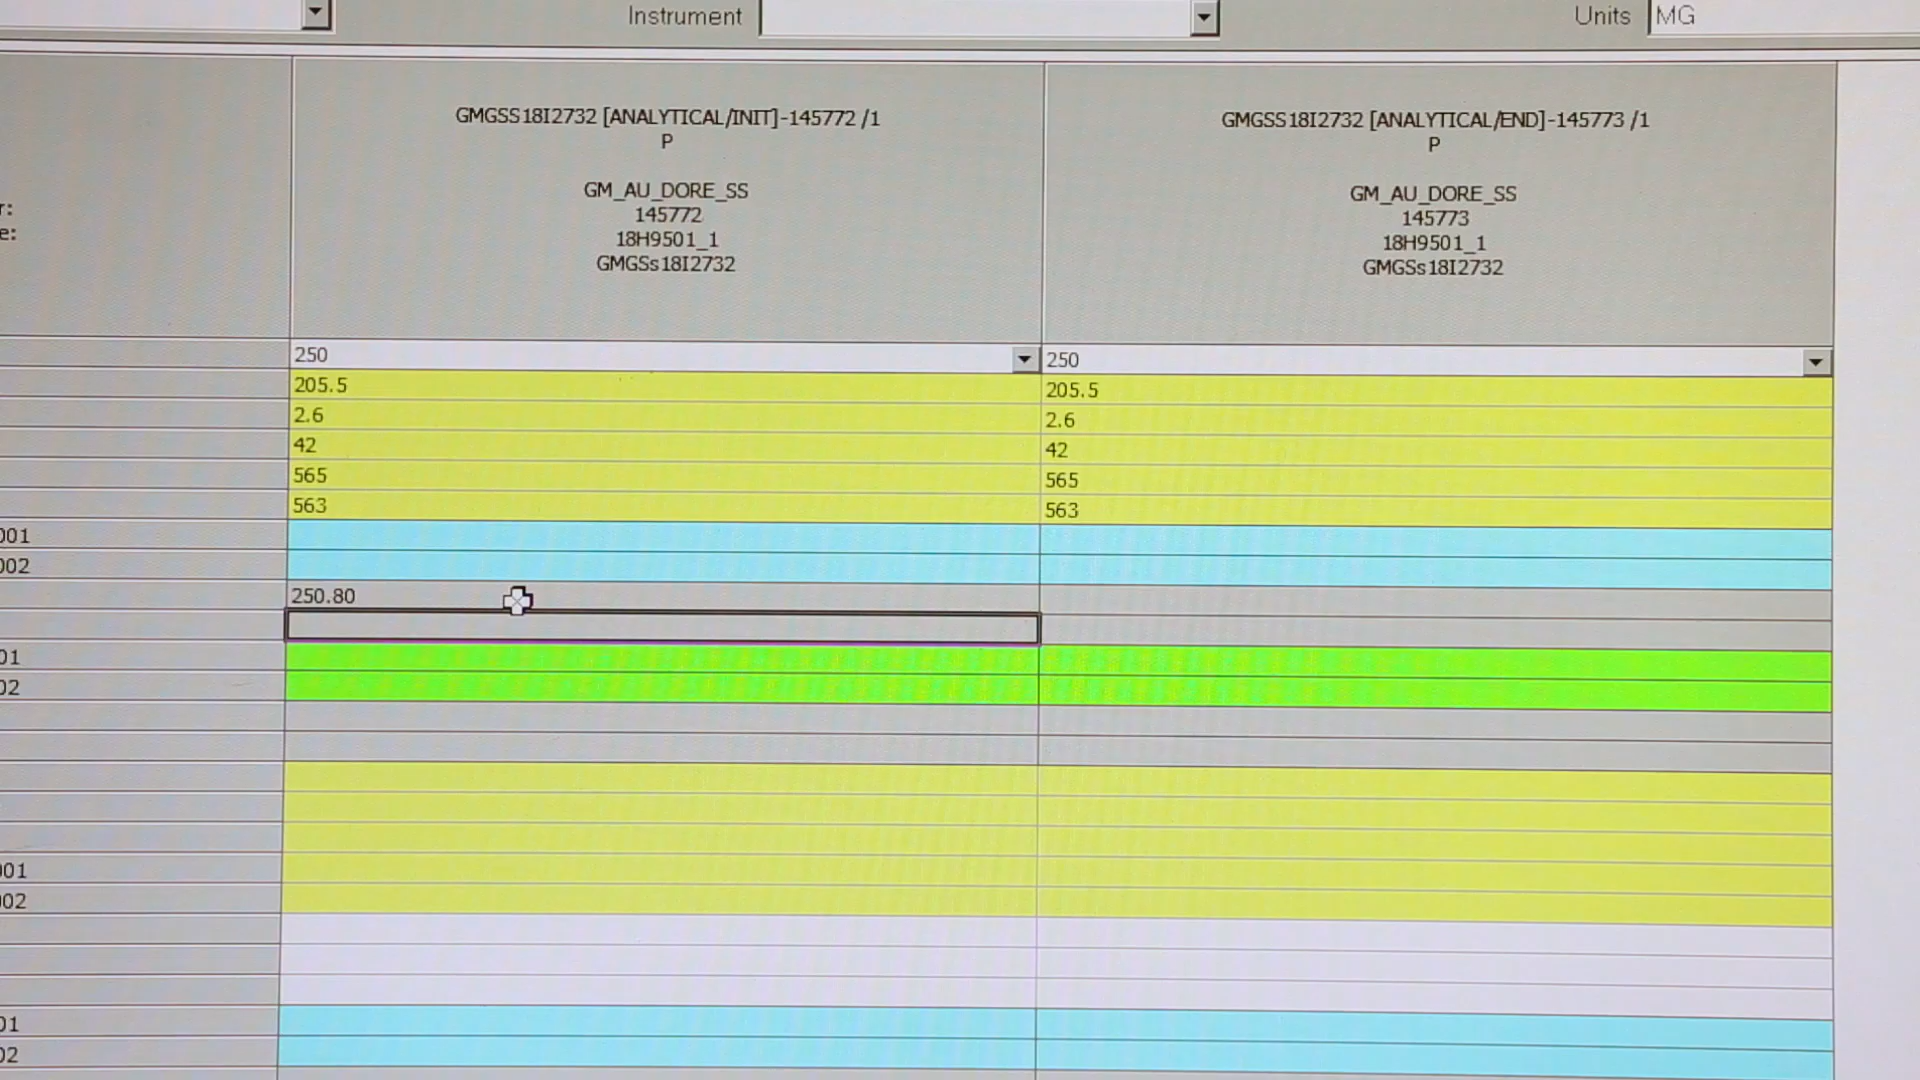 Instrument
Units MG
GMGSS18I2732 [ANALYTICAL/INIT]-145772 /1
P
GM_AU_DORE_SS
145772
18H9501_1
GMGSs18I2732
GMGSS18I2732 [ANALYTICAL/END]-145773 /1
P
GM_AU_DORE_SS
145773
18H9501_1
GMGSs18I2732
r:
e:
250 250
205.5 205.5
2.6 2.6
42 42
565 565
563 563
001
002
250.80
01
02
001
002
01
02